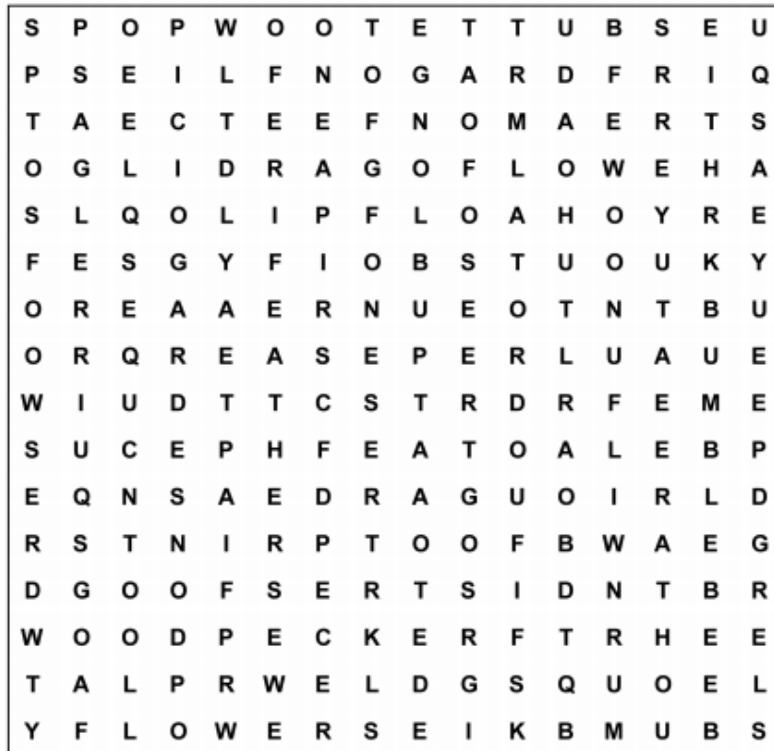 S P O P W O O T E T T U B S E U
P S E I L F N O G A R D F R I Q
T A E C T E E F N O M A E R T S
O G L I D R A G O F L O W E H A
S L Q O L I P F L O A H O Y R E
F E S G Y F I O B S T U O U K Y
O R E A A E R N U E O T N T B U
O R Q R E A S E P E R L U A U E
W I U D T T C S T R D R F E M E
S U C E P H F E A T O A L E B P
E Q N S A E D R A G U O I R L D
R S T N I R P T O O F B W A E G
D G O O F S E R T S I D N T B R
W O O D P E C K E R F T R H E E
T A L P R W E L D G S Q U O E L
Y F L O W E R S E I K B M U B S